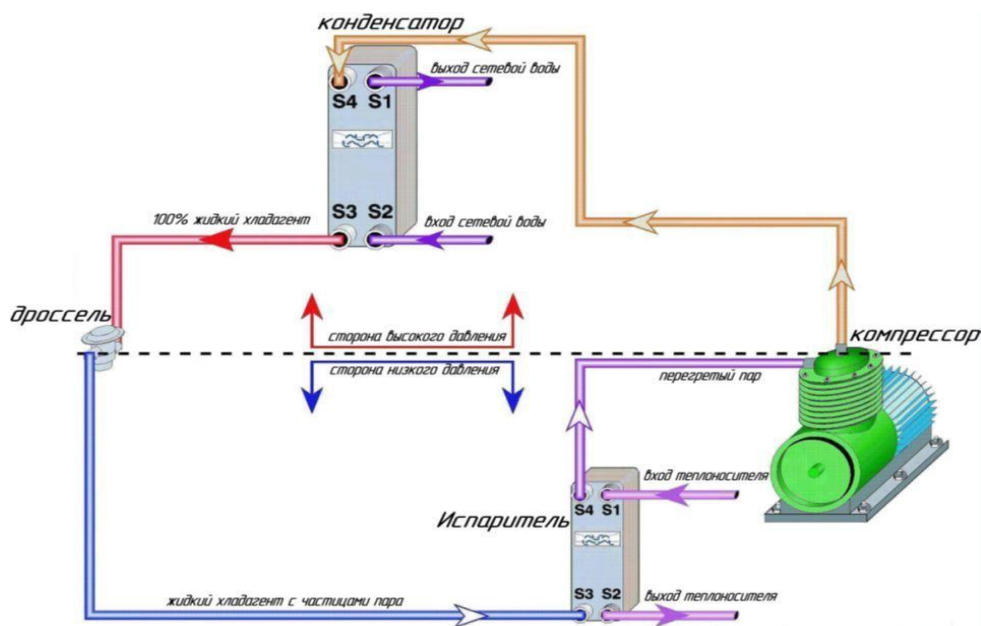 конденсатор
выход сетевой воды
S4 S1
S3 S2
100% жидкий хладагент
вход сетевой воды
дроссель
сторона высокого давления
компрессор
сторона низкого давления
перегретый пар
вход теплоносителя
S4 S1
Испаритель
жидкий хладагент с частицами пара
S3 S2
выход теплоносителя